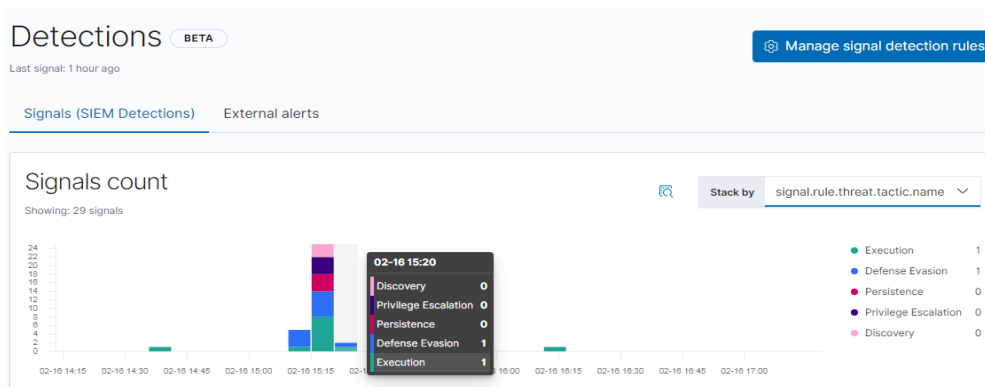 Detections BETA
Last signal: 1 hour ago
Manage signal detection rules
Signals (SIEM Detections) External alerts
Signals count
Showing: 29 signals
Stack by signal.rule.threat.tactic.name
24
22
20
18
16
14
12
10
8
6
4
2
0
02-16 14:15 02-16 14:30 02-16 14:45 02-16 15:00 02-16 15:15 02-1 16:00 02-16 16:15 02-16 16:30 02-16 16:45 02-16 17:00
02-16 15:20
Discovery 0
Privilege Escalation 0
Persistence 0
Defense Evasion 1
Execution 1
Execution 1
Defense Evasion 1
Persistence 0
Privilege Escalation 0
Discovery 0